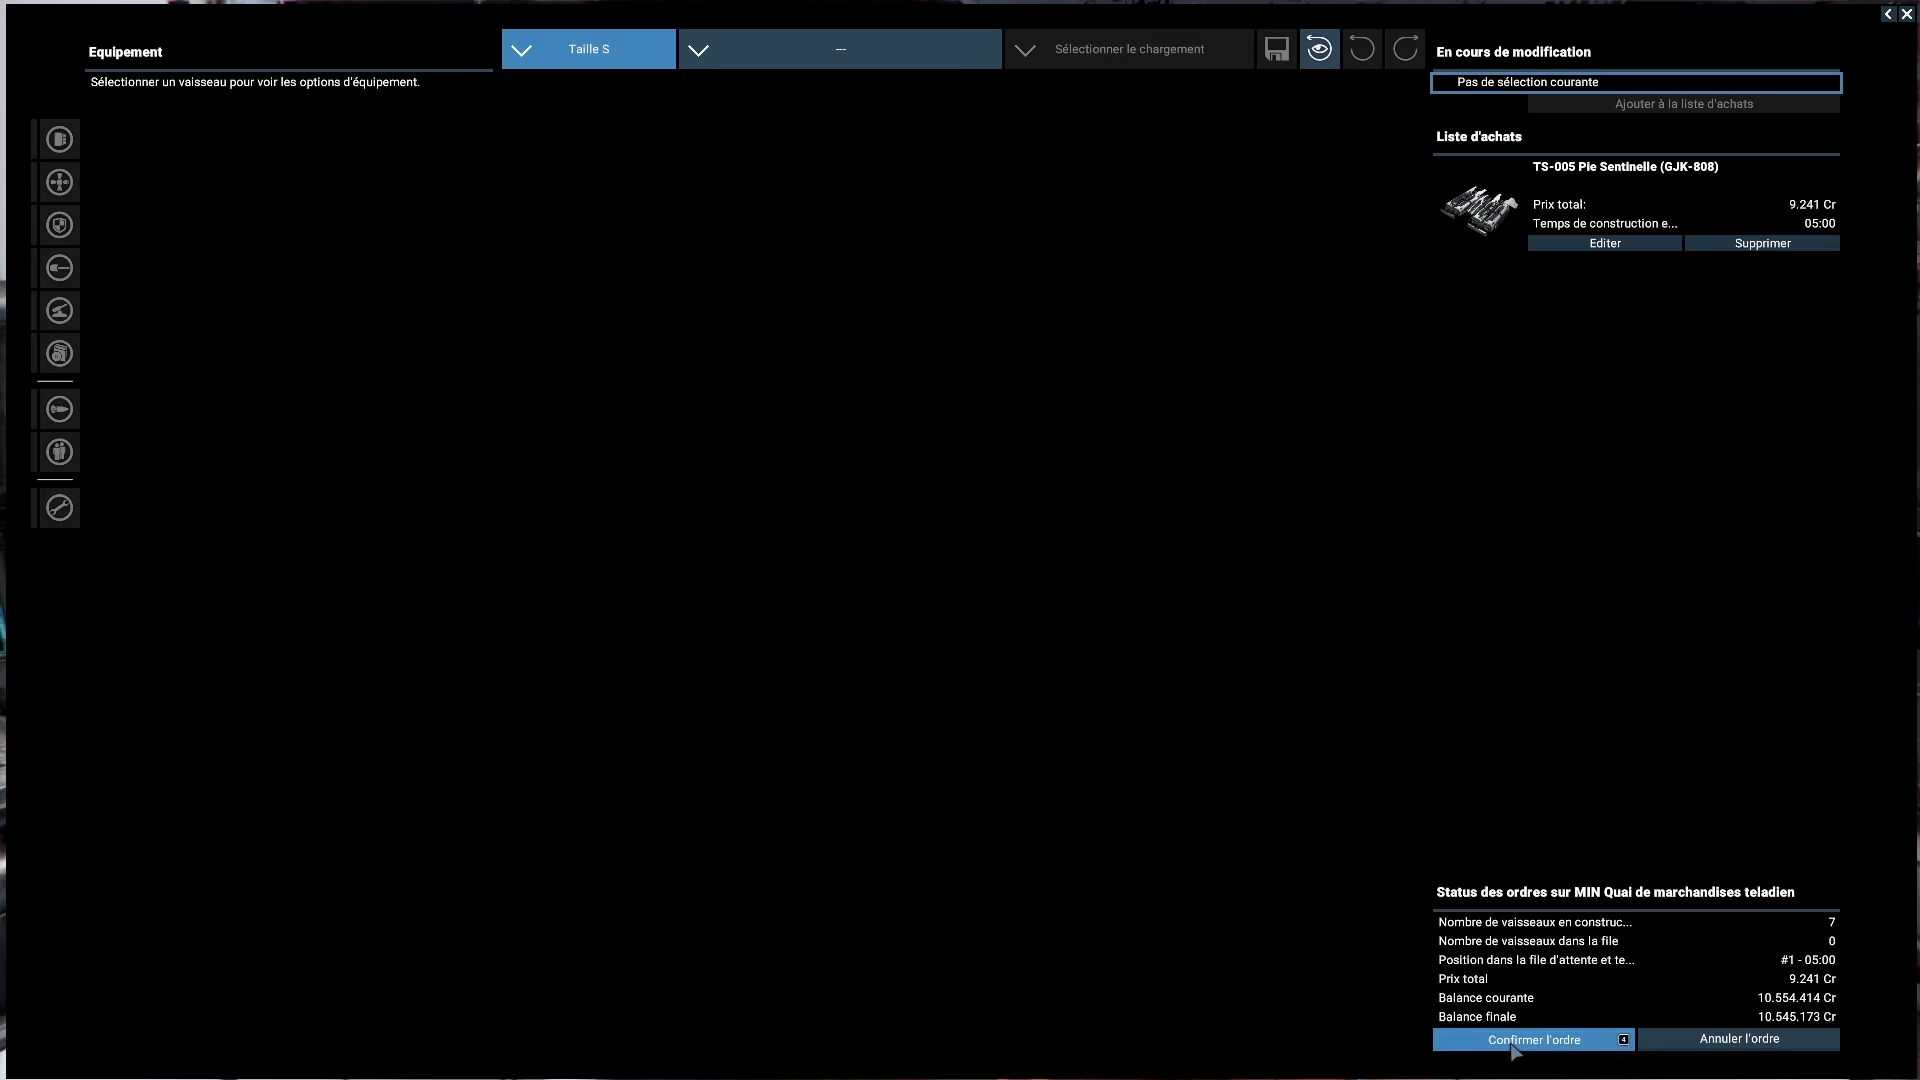 Equipement
Sélectionner un vaisseau pour voir les options d'équipement.
Taille S
---
Sélectionner le chargement
En cours de modification
Pas de sélection courante
Ajouter à la liste d'achats
Liste d'achats
TS-005 Pie Sentinelle (GJK-808)
Prix total: 9.241 Cr
Temps de construction e... 05:00
Editer Supprimer
Status des ordres sur MIN Quai de marchandises teladien
Nombre de vaisseaux en construc... 7
Nombre de vaisseaux dans la file 0
Position dans la file d'attente et te... #1 - 05:00
Prix total 9.241 Cr
Balance courante 10.554.414 Cr
Balance finale 10.545.173 Cr
Confirmer l'ordre 4 Annuler l'ordre